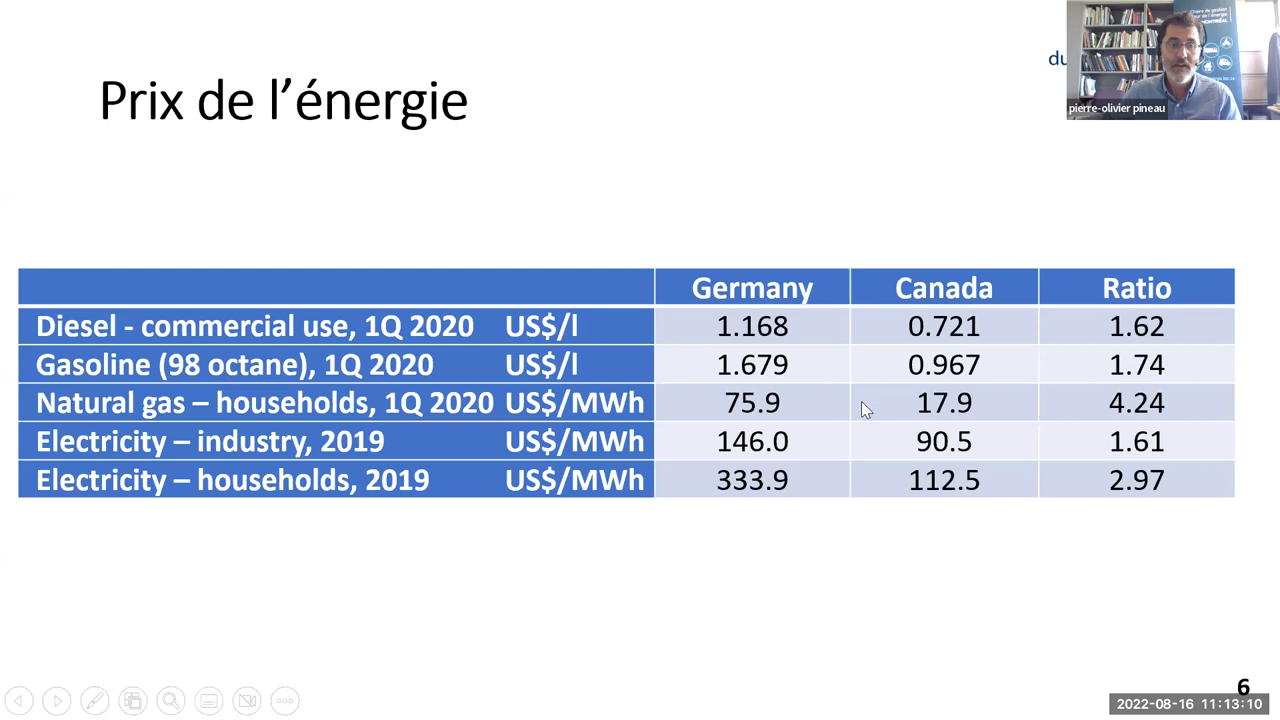 Prix de l’énergie
du
pierre-olivier pineau
Germany Canada Ratio
Diesel - commercial use, 1Q 2020 US$/l 1.168 0.721 1.62
Gasoline (98 octane), 1Q 2020 US$/l 1.679 0.967 1.74
Natural gas – households, 1Q 2020 US$/MWh 75.9 17.9 4.24
Electricity – industry, 2019 US$/MWh 146.0 90.5 1.61
Electricity – households, 2019 US$/MWh 333.9 112.5 2.97
6
2022-08-16 11:13:10